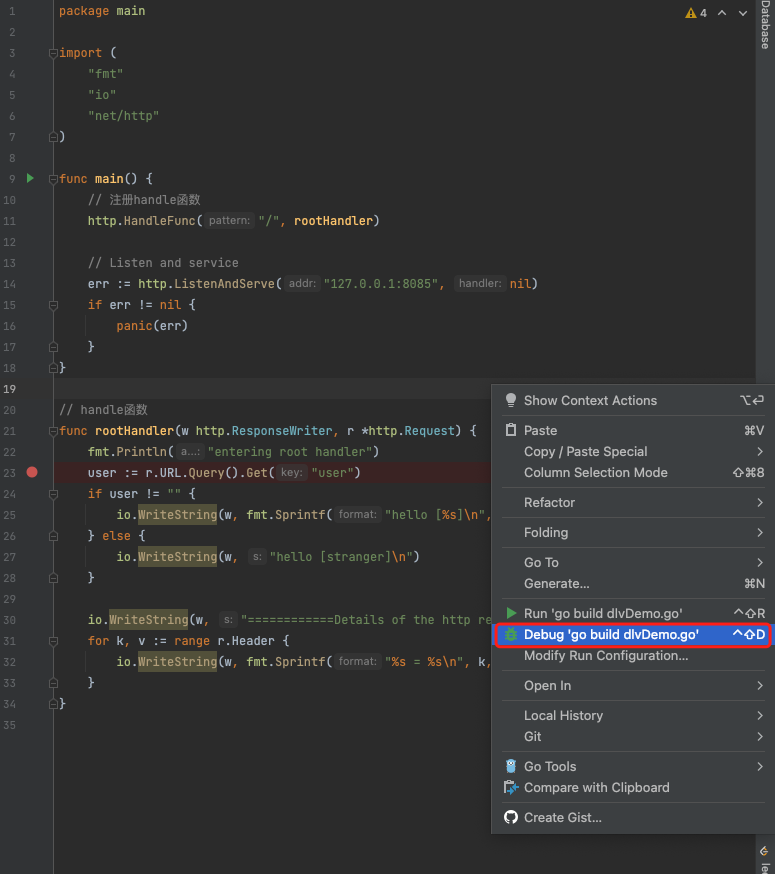 1 package main
4
Database
2
3 import (
4 "fmt"
5 "io"
6 "net/http"
7 )
8
9 func main() {
10 // 注册handle函数
11 http.HandleFunc( pattern: "/", rootHandler)
12
13 // Listen and service
14 err := http.ListenAndServe( addr: "127.0.0.1:8085", handler: nil)
15 if err != nil {
16 panic(err)
17 }
18 }
19
20 // handle函数
21 func rootHandler(w http.ResponseWriter, r *http.Request) {
22 fmt.Println( a...: "entering root handler")
23 user := r.URL.Query().Get( key: "user")
24 if user != "" {
25 io.WriteString(w, fmt.Sprintf( format: "hello [%s]\n",
26 } else {
27 io.WriteString(w, s: "hello [stranger]\n")
28 }
29
30 io.WriteString(w, s: "============Details of the http re
31 for k, v := range r.Header {
32 io.WriteString(w, fmt.Sprintf( format: "%s = %s\n", k,
33 }
34 }
35
Show Context Actions ⌥⏎
Paste ⌘V
Copy / Paste Special
Column Selection Mode ⇧⌘8
Refactor
Folding
Go To
Generate... ⌘N
Run 'go build dlvDemo.go' ^⇧R
Debug 'go build dlvDemo.go' ^⇧D
Modify Run Configuration...
Open In
Local History
Git
Go Tools
Compare with Clipboard
Create Gist...